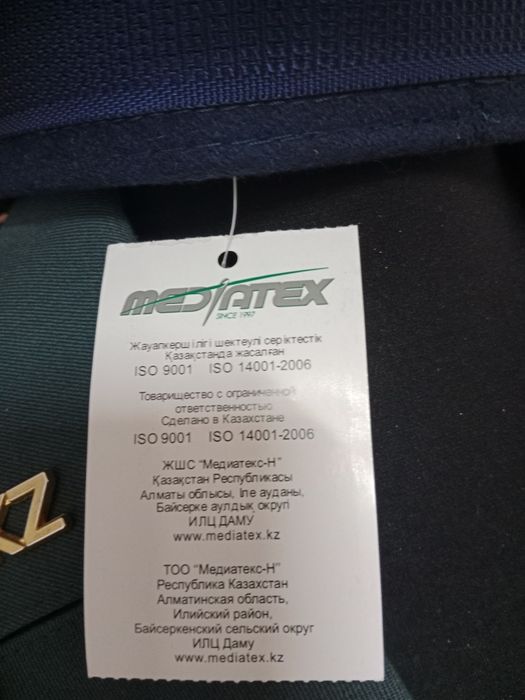 MEDIATEX
SINCE 1997
Жауапкершілігі шектеулі серіктестік
Қазақстанда жасалған
ISO 9001 ISO 14001-2006
Товарищество с ограниченной
ответственностью
Сделано в Казахстане
ISO 9001 ISO 14001-2006
ЖШС "Медиатекс-Н"
Қазақстан Республикасы
Алматы облысы, Іле ауданы,
Байсерке аулдық округі
ИЛЦ ДАМУ
www.mediatex.kz
ТОО "Медиатекс-Н"
Республика Казахстан
Алматинская область,
Илийский район,
Байсеркенский сельский округ
ИЛЦ Даму
www.mediatex.kz
KZ